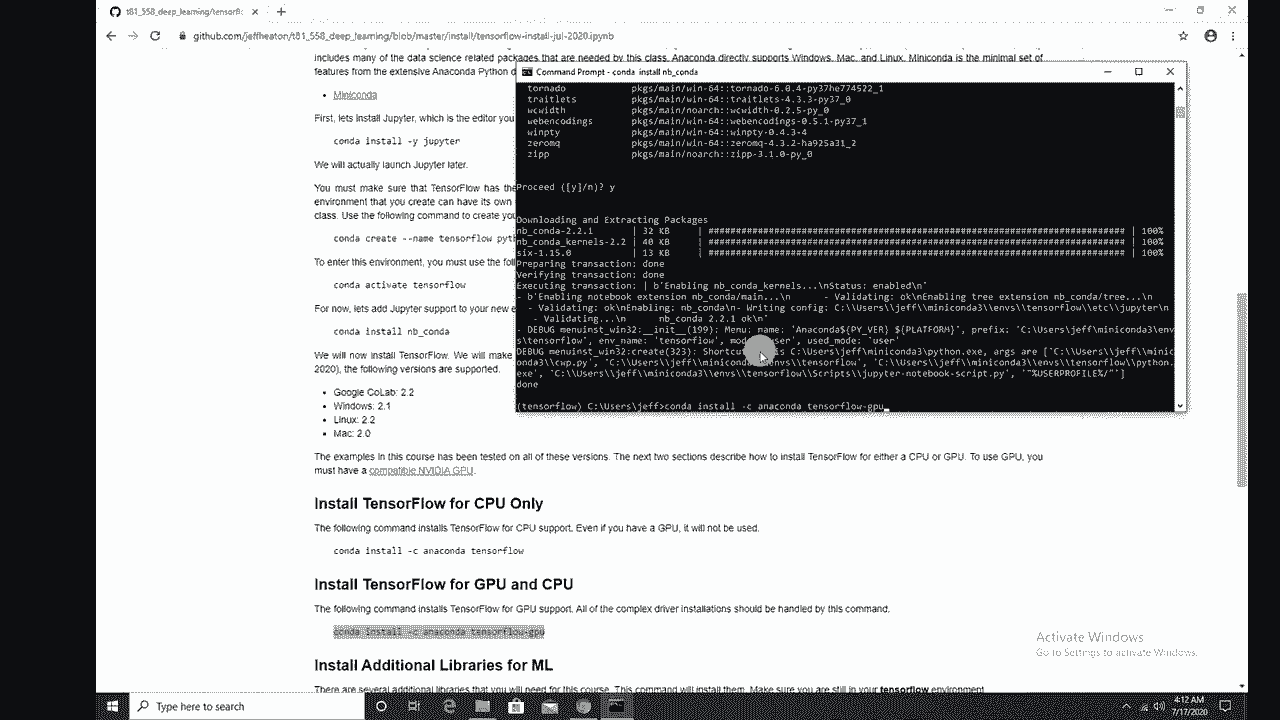 t81_558_deep_learning/tensorfl
github.com/jeffheaton/t81_558_deep_learning/blob/master/install/tensorflow-install-jul-2020.ipynb
includes many of the data science related packages that are needed by this class. Anaconda directly supports Windows, Mac, and Linux. Miniconda is the minimal set of
features from the extensive Anaconda Python d
Miniconda
First, lets install Jupyter, which is the editor you
conda install -y jupyter
We will actually launch Jupyter later.
You must make sure that TensorFlow has the
environment that you create can have its own
class. Use the following command to create you
conda create --name tensorflow pyth
To enter this environment, you must use the foll
conda activate tensorflow
For now, lets add Jupyter support to your new e
conda install nb_conda
We will now install TensorFlow. We will make
2020), the following versions are supported.
Google CoLab: 2.2
Windows: 2.1
Linux: 2.2
Mac: 2.0
The examples in this course has been tested on all of these versions. The next two sections describe how to install TensorFlow for either a CPU or GPU. To use GPU, you
must have a compatible NVIDIA GPU.
Install TensorFlow for CPU Only
The following command installs TensorFlow for CPU support. Even if you have a GPU, it will not be used.
conda install -c anaconda tensorflow
Install TensorFlow for GPU and CPU
The following command installs TensorFlow for GPU support. All of the complex driver installations should be handled by this command.
conda install -c anaconda tensorflow-gpu
Install Additional Libraries for ML
There are several additional libraries that you will need for this course. This command will install them. Make sure you are still in your tensorflow environment
Command Prompt - conda install nb_conda
tornado pkgs/main/win-64::tornado-6.0.4-py37he774522_1
traitlets pkgs/main/win-64::traitlets-4.3.3-py37_0
wcwidth pkgs/main/noarch::wcwidth-0.2.5-py_0
webencodings pkgs/main/win-64::webencodings-0.5.1-py37_1
winpty pkgs/main/win-64::winpty-0.4.3-4
zeromq pkgs/main/win-64::zeromq-4.3.2-ha925a31_2
zipp pkgs/main/noarch::zipp-3.1.0-py_0
Proceed ([y]/n)? y
Downloading and Extracting Packages
nb_conda-2.2.1 | 32 KB | ############################################################################ | 100%
nb_conda_kernels-2.2 | 40 KB | ############################################################################ | 100%
six-1.15.0 | 13 KB | ############################################################################ | 100%
Preparing transaction: done
Verifying transaction: done
Executing transaction: | b'Enabling nb_conda_kernels...\nStatus: enabled\n'
- b'Enabling notebook extension nb_conda/main...\n - Validating: ok\nEnabling tree extension nb_conda/tree...\n
- Validating: ok\nEnabling: nb_conda\n- Writing config: C:\\Users\\jeff\\miniconda3\\envs\\tensorflow\\etc\\jupyter\n
- Validating...\n nb_conda 2.2.1 ok\n'
- DEBUG menuinst_win32:__init__(199): Menu: name: 'Anaconda${PY_VER} ${PLATFORM}', prefix: 'C:\Users\jeff\miniconda3\env
s\tensorflow', env_name: 'tensorflow', mode: 'user', used_mode: 'user'
DEBUG menuinst_win32:create(323): Shortcut is C:\Users\jeff\miniconda3\python.exe, args are ['C:\\Users\\jeff\\minic
onda3\\cwp.py', 'C:\\Users\\jeff\\miniconda3\\envs\\tensorflow', 'C:\\Users\\jeff\\miniconda3\\envs\\tensorflow\\python.
exe', 'C:\\Users\\jeff\\miniconda3\\envs\\tensorflow\\Scripts\\jupyter-notebook-script.py', '"%USERPROFILE%/"']
done
(tensorflow) C:\Users\jeff>conda install -c anaconda tensorflow-gpu
Activate Windows
Go to Settings to activate Windows.
Type here to search
4:12 AM
7/17/2020